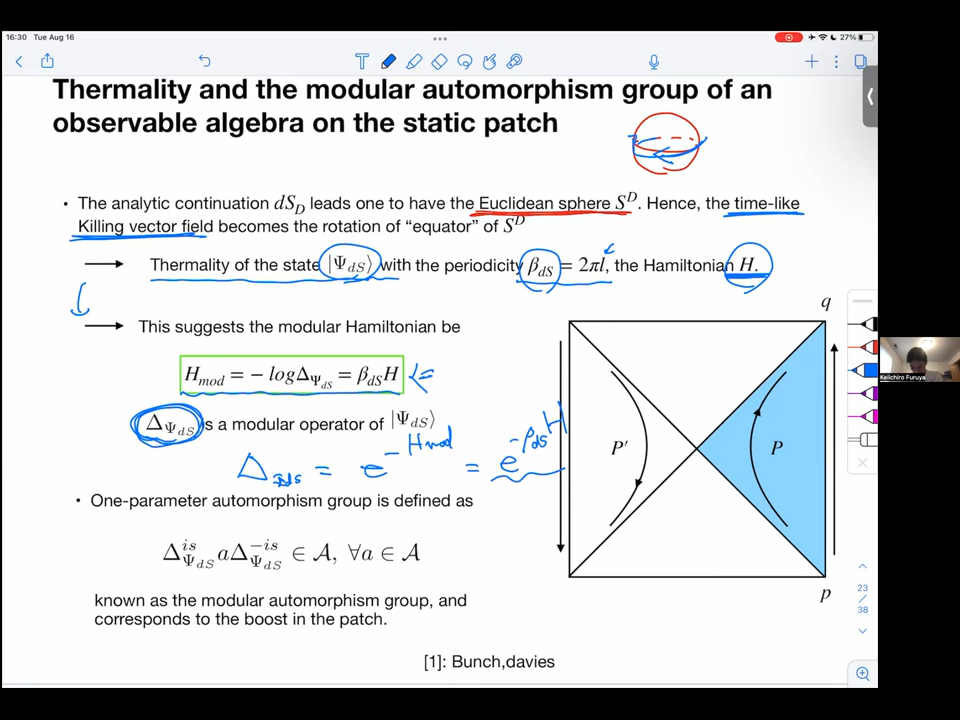 16:30 Tue Aug 16
27%
Thermality and the modular automorphism group of an
observable algebra on the static patch
• The analytic continuation dS_D leads one to have the Euclidean sphere S^D. Hence, the time-like
Killing vector field becomes the rotation of “equator” of S^D
Thermality of the state |Ψ_dS⟩ with the periodicity β_dS = 2πl, the Hamiltonian H.
This suggests the modular Hamiltonian be
H_mod = − logΔ_Ψ_dS = β_dS H
Δ_Ψ_dS is a modular operator of |Ψ_dS⟩
Δ_Ψ_dS = e^−H_mod = e^−β_dS H
• One-parameter automorphism group is defined as
Δ^is_Ψ_dS a Δ^−is_Ψ_dS ∈ A, ∀a ∈ A
known as the modular automorphism group, and
corresponds to the boost in the patch.
[1]: Bunch,davies
q
P′
P
p
T
23
/
38
Keiichiro Furuya